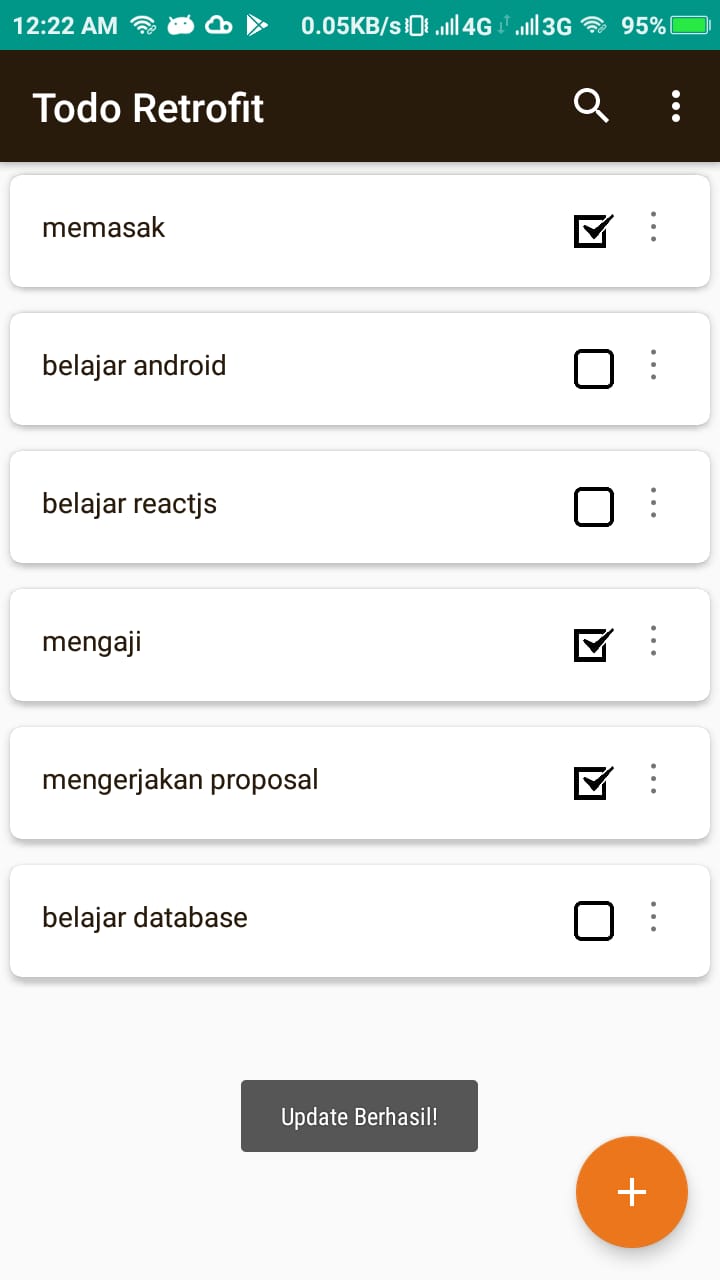 12:22 AM 0.05KB/s 4G 3G 95%
Todo Retrofit
memasak
belajar android
belajar reactjs
mengaji
mengerjakan proposal
belajar database
Update Berhasil!